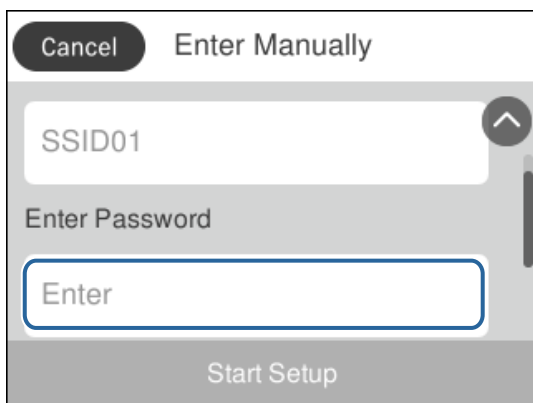 Cancel Enter Manually
SSID01
Enter Password
Enter
Start Setup